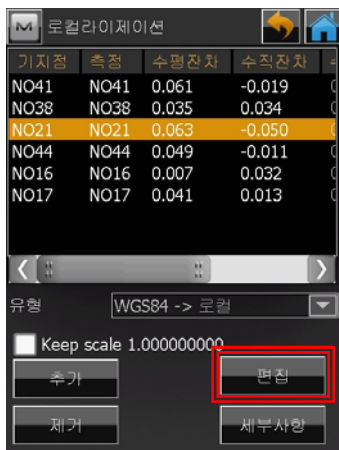 M 로컬라이제이션
기지점 측정 수평잔차 수직잔차
NO41 NO41 0.061 -0.019
NO38 NO38 0.035 0.034
NO21 NO21 0.063 -0.050
NO44 NO44 0.049 -0.011
NO16 NO16 0.007 0.032
NO17 NO17 0.041 0.013
유형 WGS84 -> 로컬
Keep scale 1.000000000
추가 편집
제거 세부사항